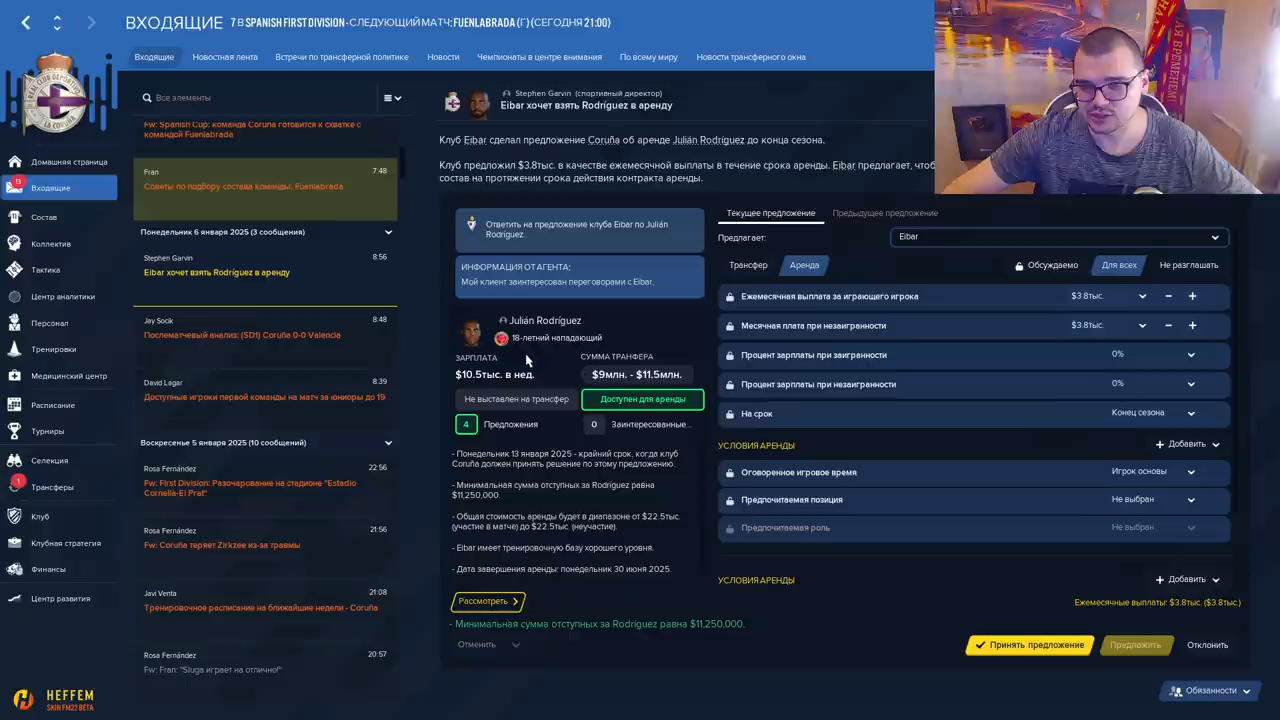 ВХОДЯЩИЕ
7 В SPANISH FIRST DIVISION - СЛЕДУЮЩИЙ МАТЧ: FUENLABRADA (Г) (СЕГОДНЯ 21:00)
Входящие
Новостная лента
Встречи по трансферной политике
Новости
Чемпионаты в центре внимания
По всему миру
Новости трансферного окна
Домашняя страница
13
Входящие
Состав
Коллектив
Тактика
Центр аналитики
Персонал
Тренировки
Медицинский центр
Расписание
Турниры
Селекция
1
Трансферы
Клуб
Клубная стратегия
Финансы
Центр развития
HEFFEM
SKIN FM22 BETA
Все элементы
Fw: Spanish Cup: команда Coruña готовится к схватке с
командой Fuenlabrada
Fran
7:48
Советы по подбору состава команды: Fuenlabrada
Понедельник 6 января 2025 (3 сообщения)
Stephen Garvin
8:56
Eibar хочет взять Rodríguez в аренду
Jay Socik
8:48
Послематчевый анализ: (SD1) Coruña 0-0 Valencia
David Lagar
8:39
Доступные игроки первой команды на матч за юниоры до 19
Воскресенье 5 января 2025 (10 сообщений)
Rosa Fernández
22:56
Fw: First Division: Разочарование на стадионе "Estadio
Cornellà-El Prat"
Rosa Fernández
21:56
Fw: Coruña теряет Zirkzee из-за травмы
Javi Venta
21:08
Тренировочное расписание на ближайшие недели - Coruña
Rosa Fernández
20:57
Fw: Fran: "Sluga играет на отлично!"
Stephen Garvin (спортивный директор)
Eibar хочет взять Rodríguez в аренду
Клуб Eibar сделал предложение Coruña об аренде Julián Rodríguez до конца сезона.
Клуб предложил $3.8тыс. в качестве ежемесячной выплаты в течение срока аренды. Eibar предлагает, чтоб
состав на протяжении срока действия контракта аренды.
Ответить на предложение клуба Eibar по Julián
Rodríguez.
ИНФОРМАЦИЯ ОТ АГЕНТА;
Мой клиент заинтересован переговорами с Eibar.
Julián Rodríguez
18-летний нападающий
ЗАРПЛАТА
СУММА ТРАНФЕРА
$10.5тыс. в нед.
$9млн. - $11.5млн.
Не выставлен на трансфер
Доступен для аренды
4
Предложения
0
Заинтересованные...
- Понедельник 13 января 2025 - крайний срок, когда клуб
Coruña должен принять решение по этому предложению.
- Минимальная сумма отступных за Rodríguez равна
$11,250,000.
- Общая стоимость аренды будет в диапазоне от $22.5тыс.
(участие в матче) до $22.5тыс. (неучастие).
- Eibar имеет тренировочную базу хорошего уровня.
- Дата завершения аренды: понедельник 30 июня 2025.
Рассмотреть
- Минимальная сумма отступных за Rodríguez равна $11,250,000.
Отменить
Текущее предложение
Предыдущее предложение
Предлагает:
Eibar
Трансфер
Аренда
Обсуждаемо
Для всех
Не разглашать
Ежемесячная выплата за играющего игрока
$3.8тыс.
Месячная плата при незаигранности
$3.8тыс.
Процент зарплаты при заигранности
0%
Процент зарплаты при незаигранности
0%
На срок
Конец сезона
УСЛОВИЯ АРЕНДЫ
Добавить
Оговоренное игровое время
Игрок основы
Предпочитаемая позиция
Не выбран
Предпочитаемая роль
Не выбран
УСЛОВИЯ АРЕНДЫ
Добавить
Ежемесячные выплаты: $3.8тыс. ($3.8тыс.)
Принять предложение
Предложить
Отклонить
Обязанности